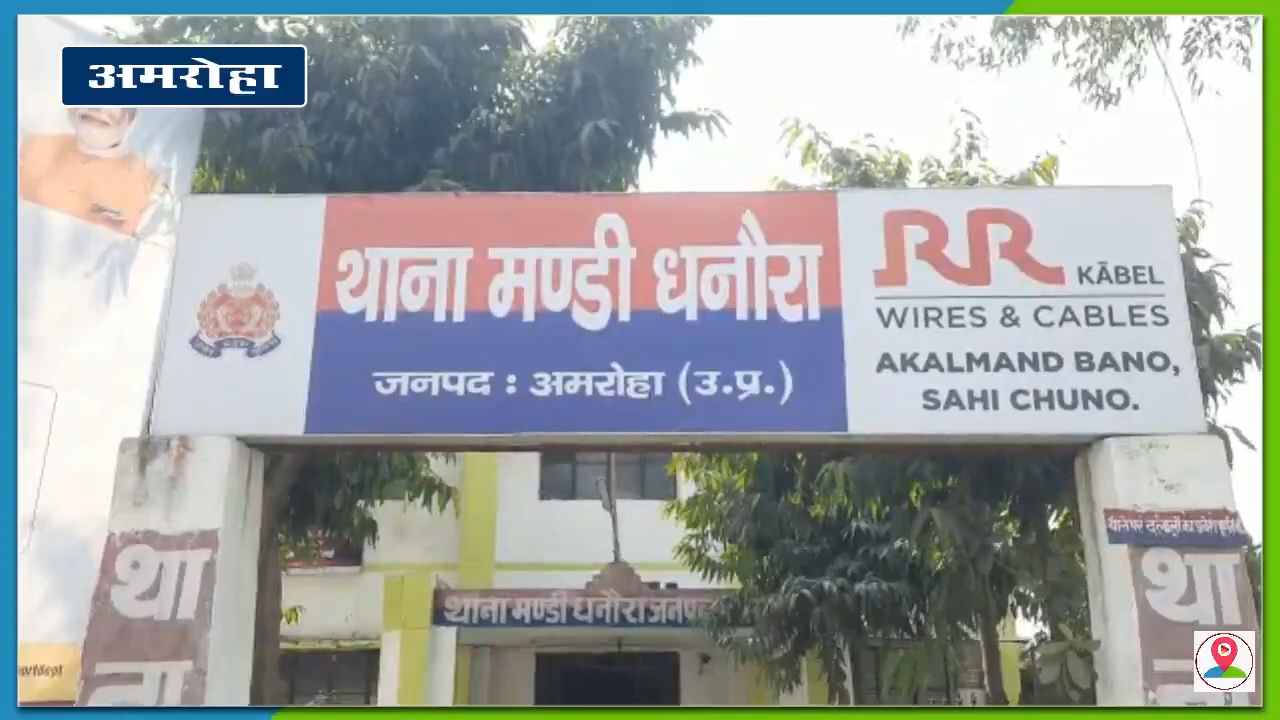 अमरोहा
थाना मण्डी धनौरा
जनपद : अमरोहा (उ.प्र.)
RR KĀBEL
WIRES & CABLES
AKALMAND BANO,
SAHI CHUNO.
थाना मण्डी धनौरा जनपद
थाना
था